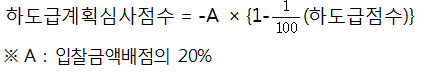 하도급계획심사점수 = -A × {1-1/100(하도급점수)}
※ A : 입찰금액배점의 20%